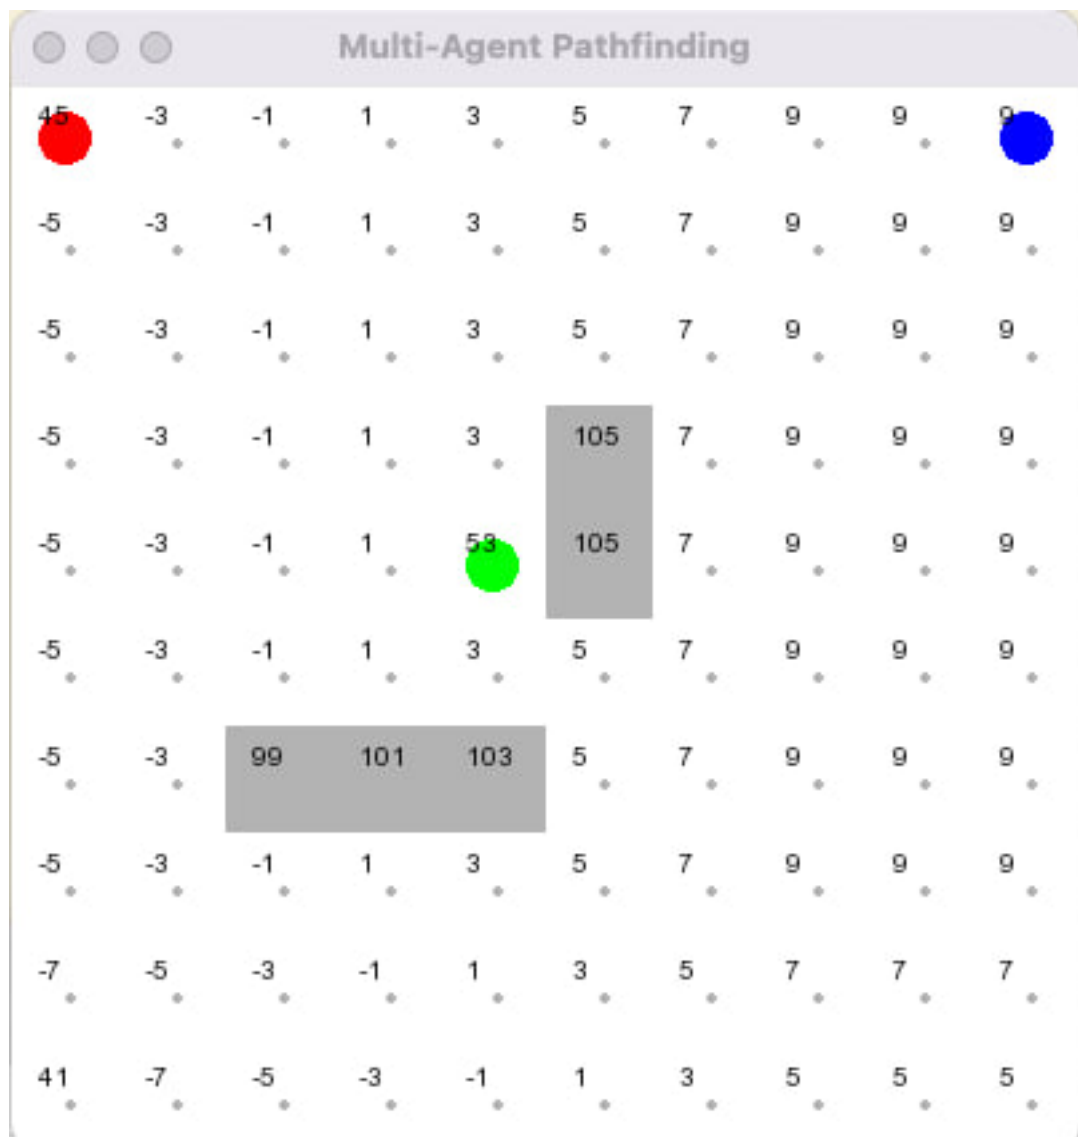 Multi-Agent Pathfinding
45 -3 -1 1 3 5 7 9 9 9
-5 -3 -1 1 3 5 7 9 9 9
-5 -3 -1 1 3 5 7 9 9 9
-5 -3 -1 1 3 105 7 9 9 9
-5 -3 -1 1 53 105 7 9 9 9
-5 -3 -1 1 3 5 7 9 9 9
-5 -3 99 101 103 5 7 9 9 9
-5 -3 -1 1 3 5 7 9 9 9
-7 -5 -3 -1 1 3 5 7 7 7
41 -7 -5 -3 -1 1 3 5 5 5